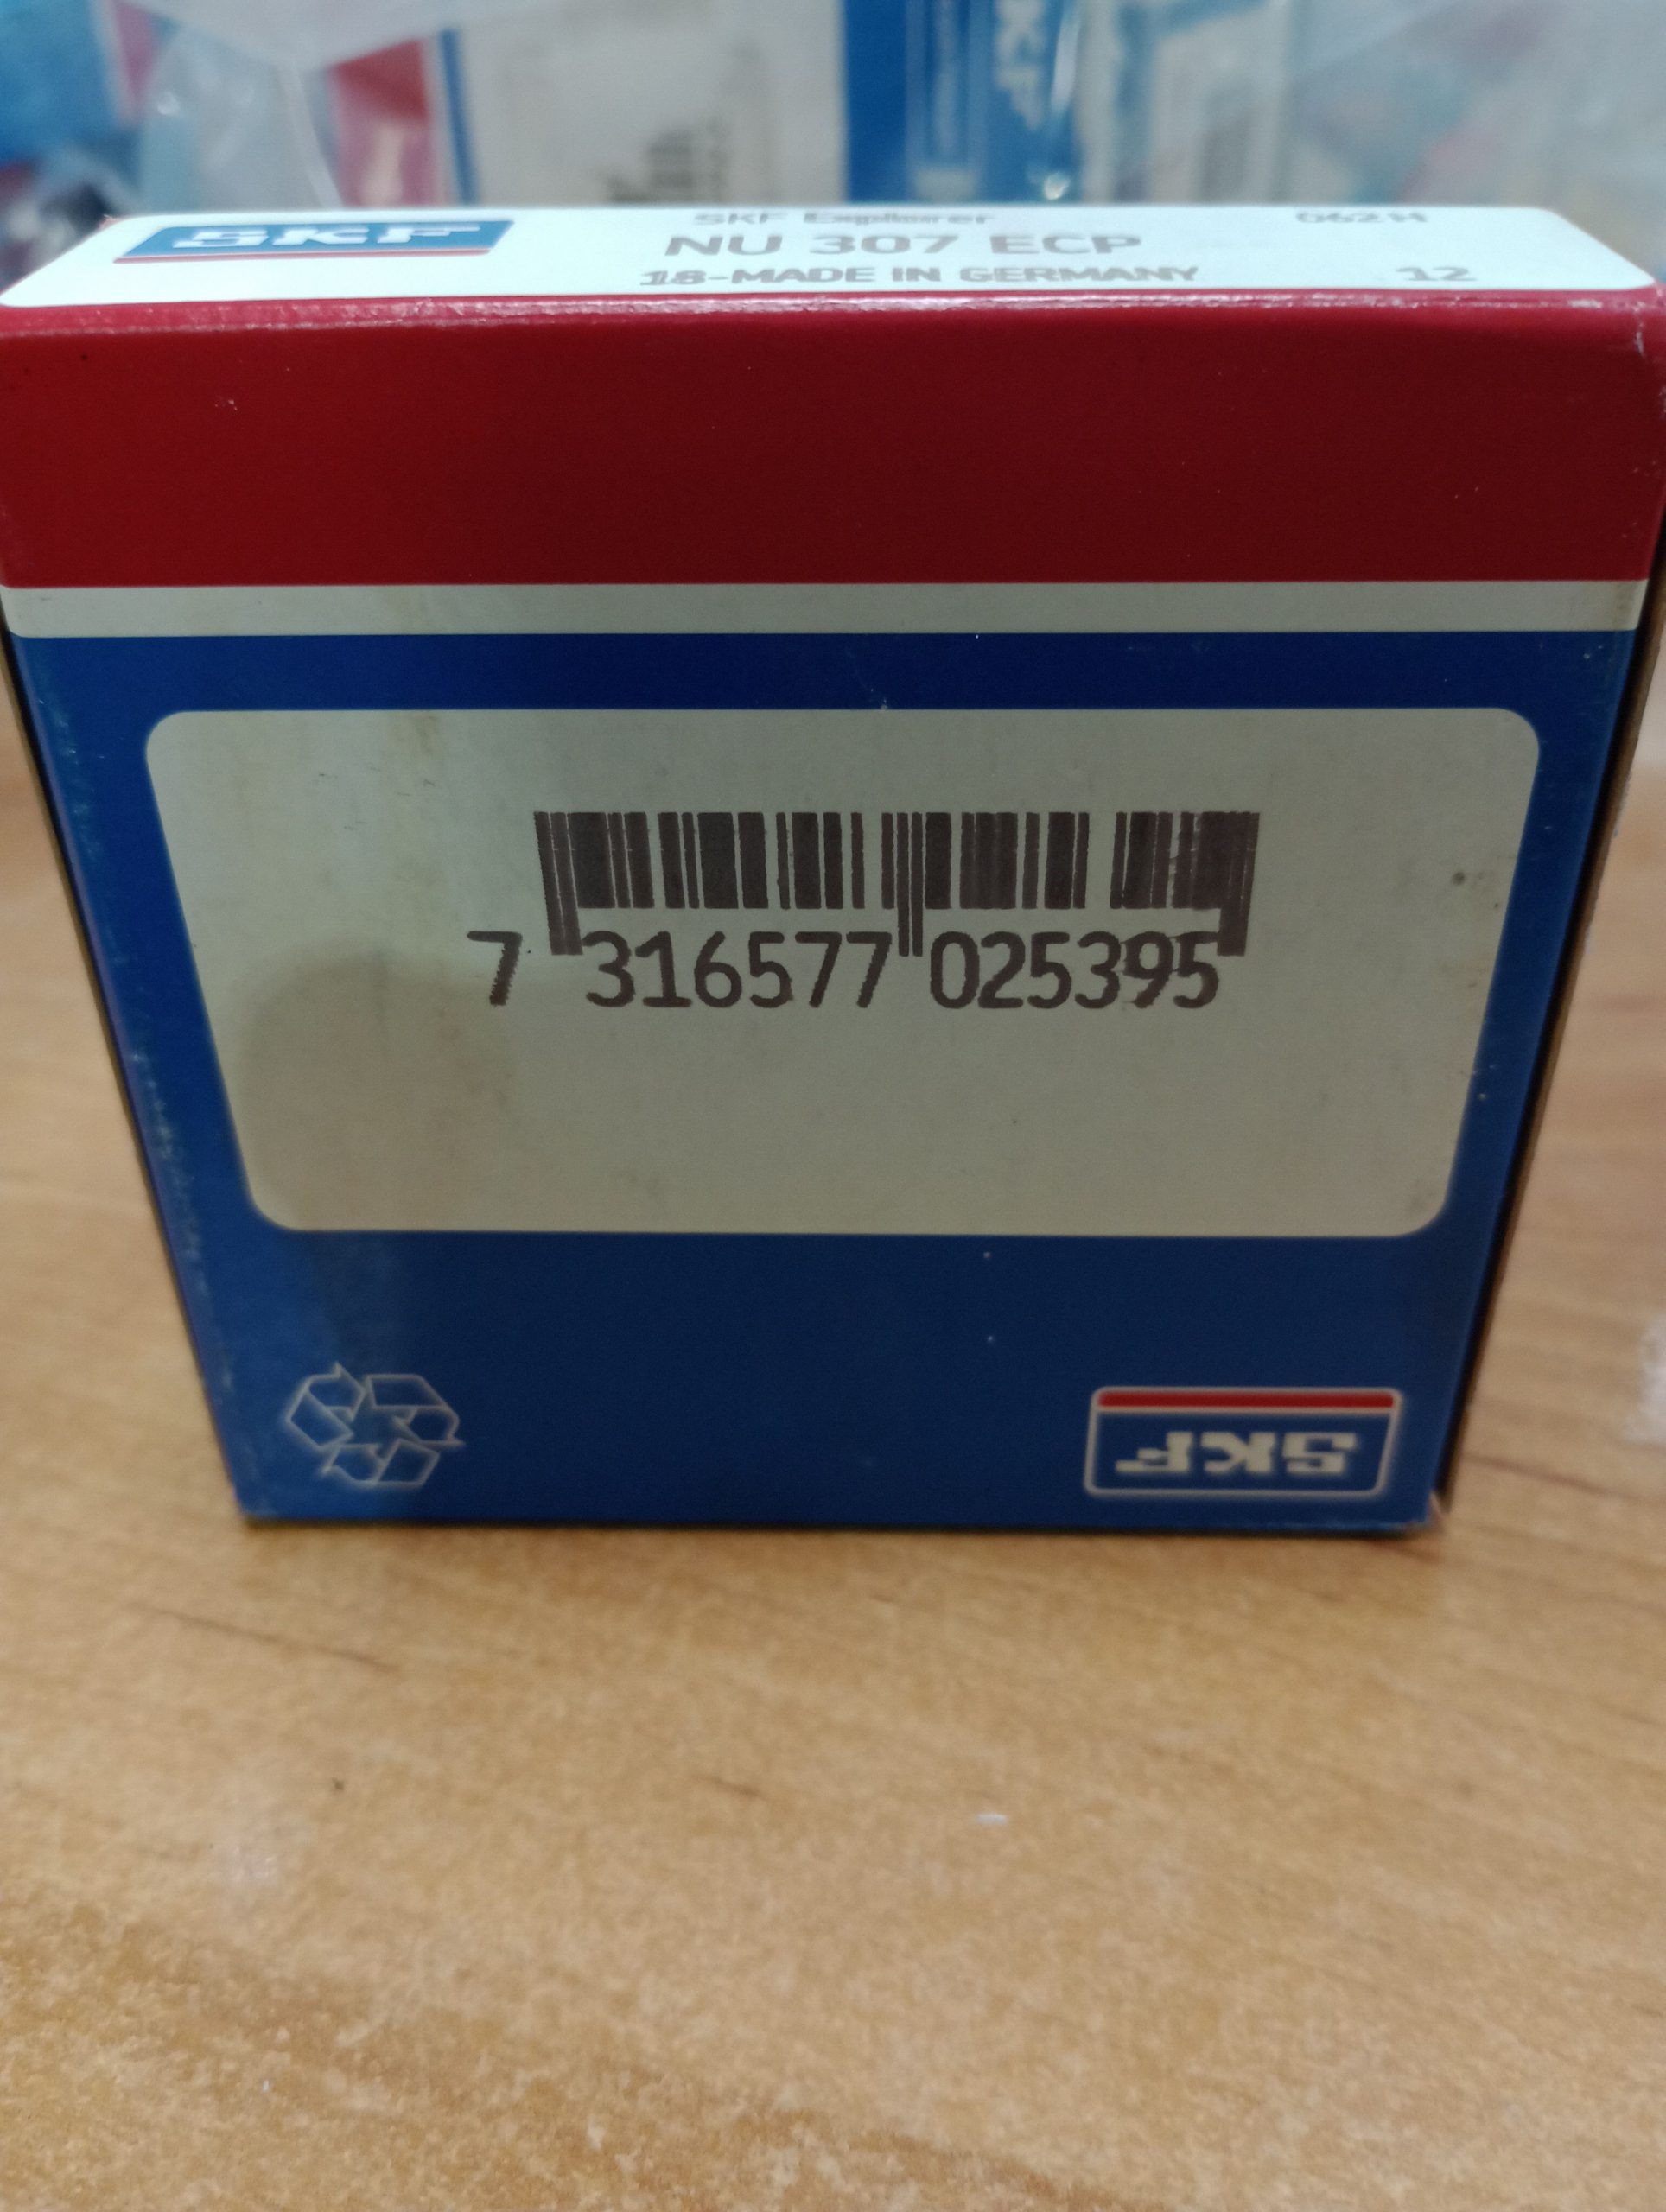 SKF
SKF Explorer
NU 307 ECP
18-MADE IN GERMANY
12
7 316577 025395
SKF